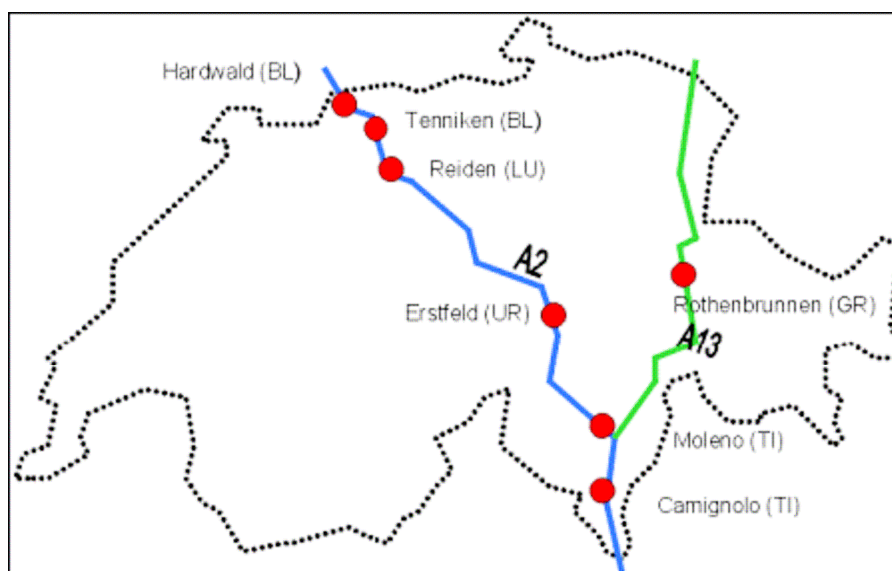 Hardwald (BL)
Tenniken (BL)
Reiden (LU)
A2
Erstfeld (UR)
Rothenbrunnen (GR)
A13
Moleno (TI)
Camignolo (TI)